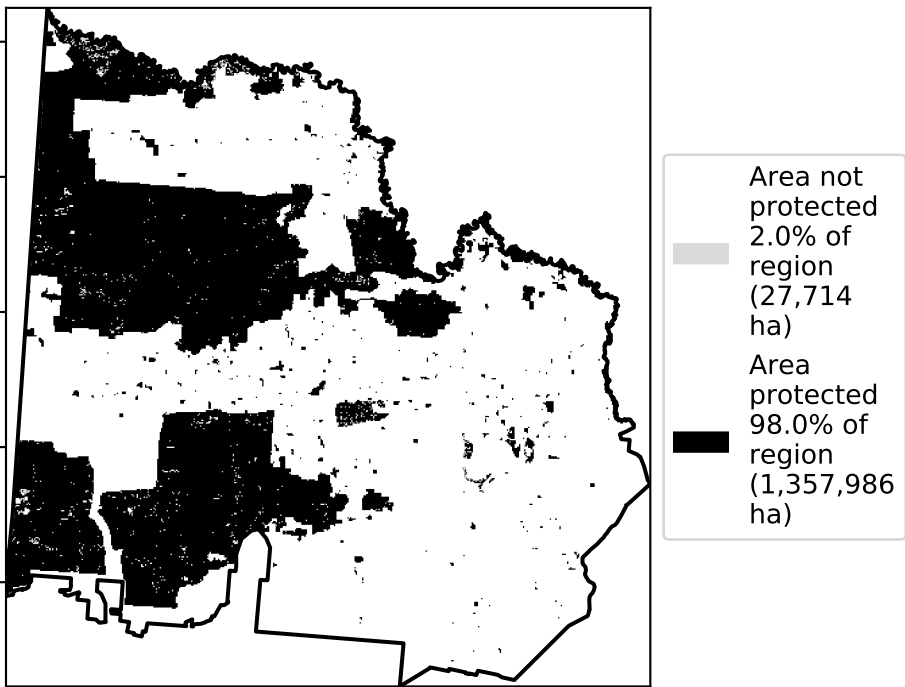 Area not
protected
2.0% of
region
(27,714
ha)
Area
protected
98.0% of
region
(1,357,986
ha)